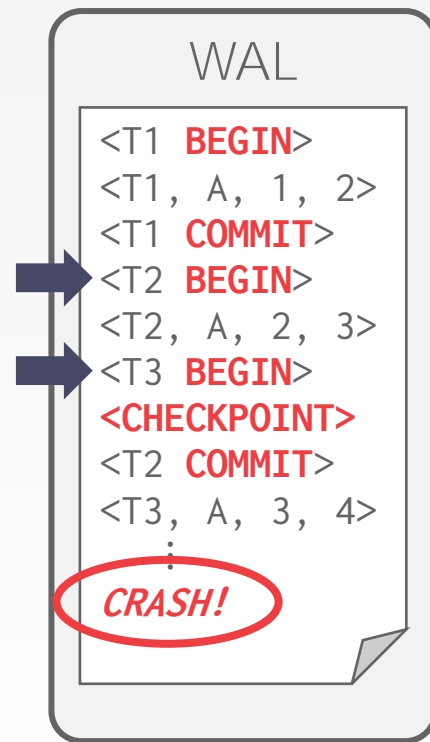 WAL
<T1 BEGIN>
<T1, A, 1, 2>
<T1 COMMIT>
<T2 BEGIN>
<T2, A, 2, 3>
<T3 BEGIN>
<CHECKPOINT>
<T2 COMMIT>
<T3, A, 3, 4>
⋮
CRASH!